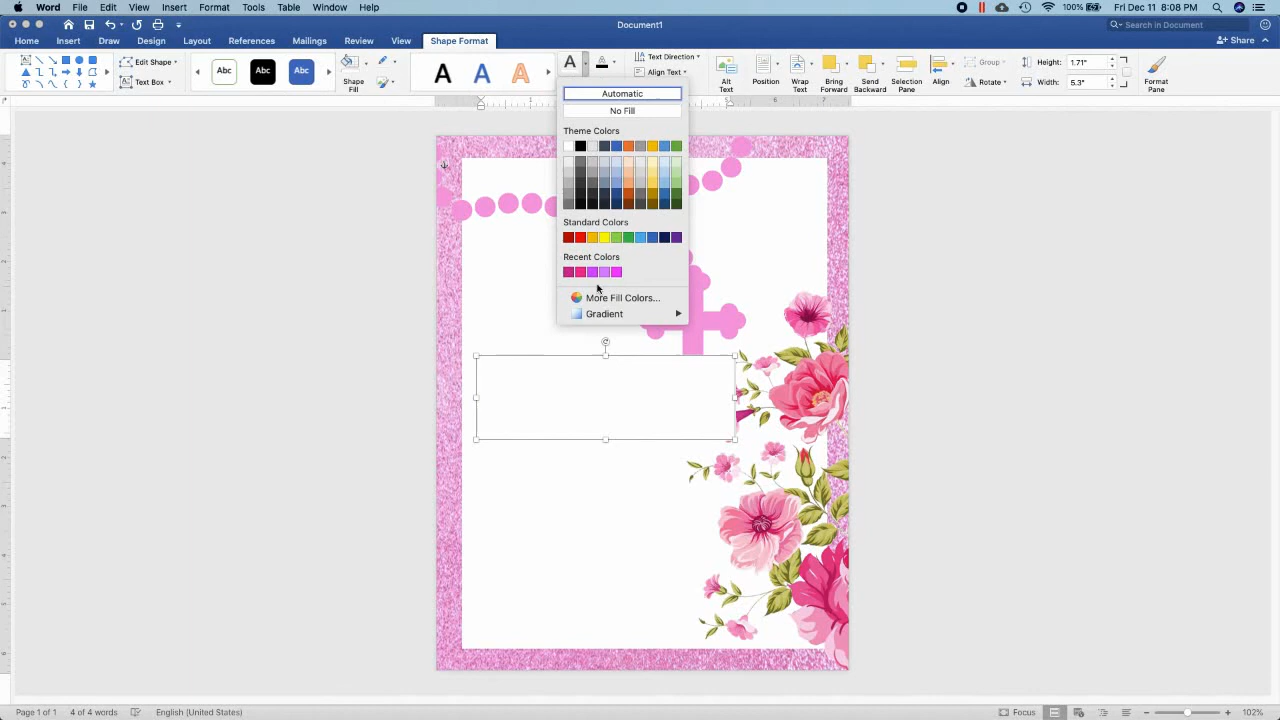 Word File Edit View Insert Format Tools Table Window Help 100% Fri Dec 11 8:08 PM
Document1
Search in Document
Home Insert Draw Design Layout References Mailings Review View Shape Format
Share
Edit Shape
Text Box
Abc Abc Abc
Shape Fill
A A A
A
Text Direction
Align Text
Alt Text
Position
Wrap Text
Bring Forward
Send Backward
Selection Pane
Align
Group
Rotate
Height: 1.71"
Width: 5.3"
Format Pane
6 7
Automatic
No Fill
Theme Colors
Standard Colors
Recent Colors
More Fill Colors...
Gradient
Page 1 of 1 4 of 4 words English (United States) Focus 102%